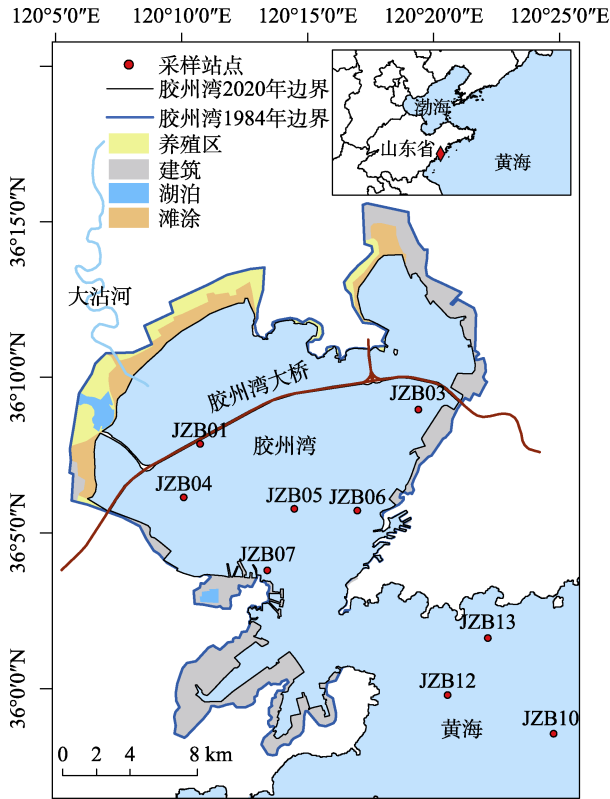 120°5′0″E 120°10′0″E 120°15′0″E 120°20′0″E 120°25′0″E
采样站点
胶州湾2020年边界
胶州湾1984年边界
养殖区
建筑
湖泊
滩涂
渤海
山东省
黄海
36°15′0″N
大沽河
36°10′0″N
胶州湾大桥
JZB03
JZB01
胶州湾
JZB04
JZB05
JZB06
36°5′0″N
JZB07
JZB13
36°0′0″N
JZB12
JZB10
黄海
0 2 4 8 km